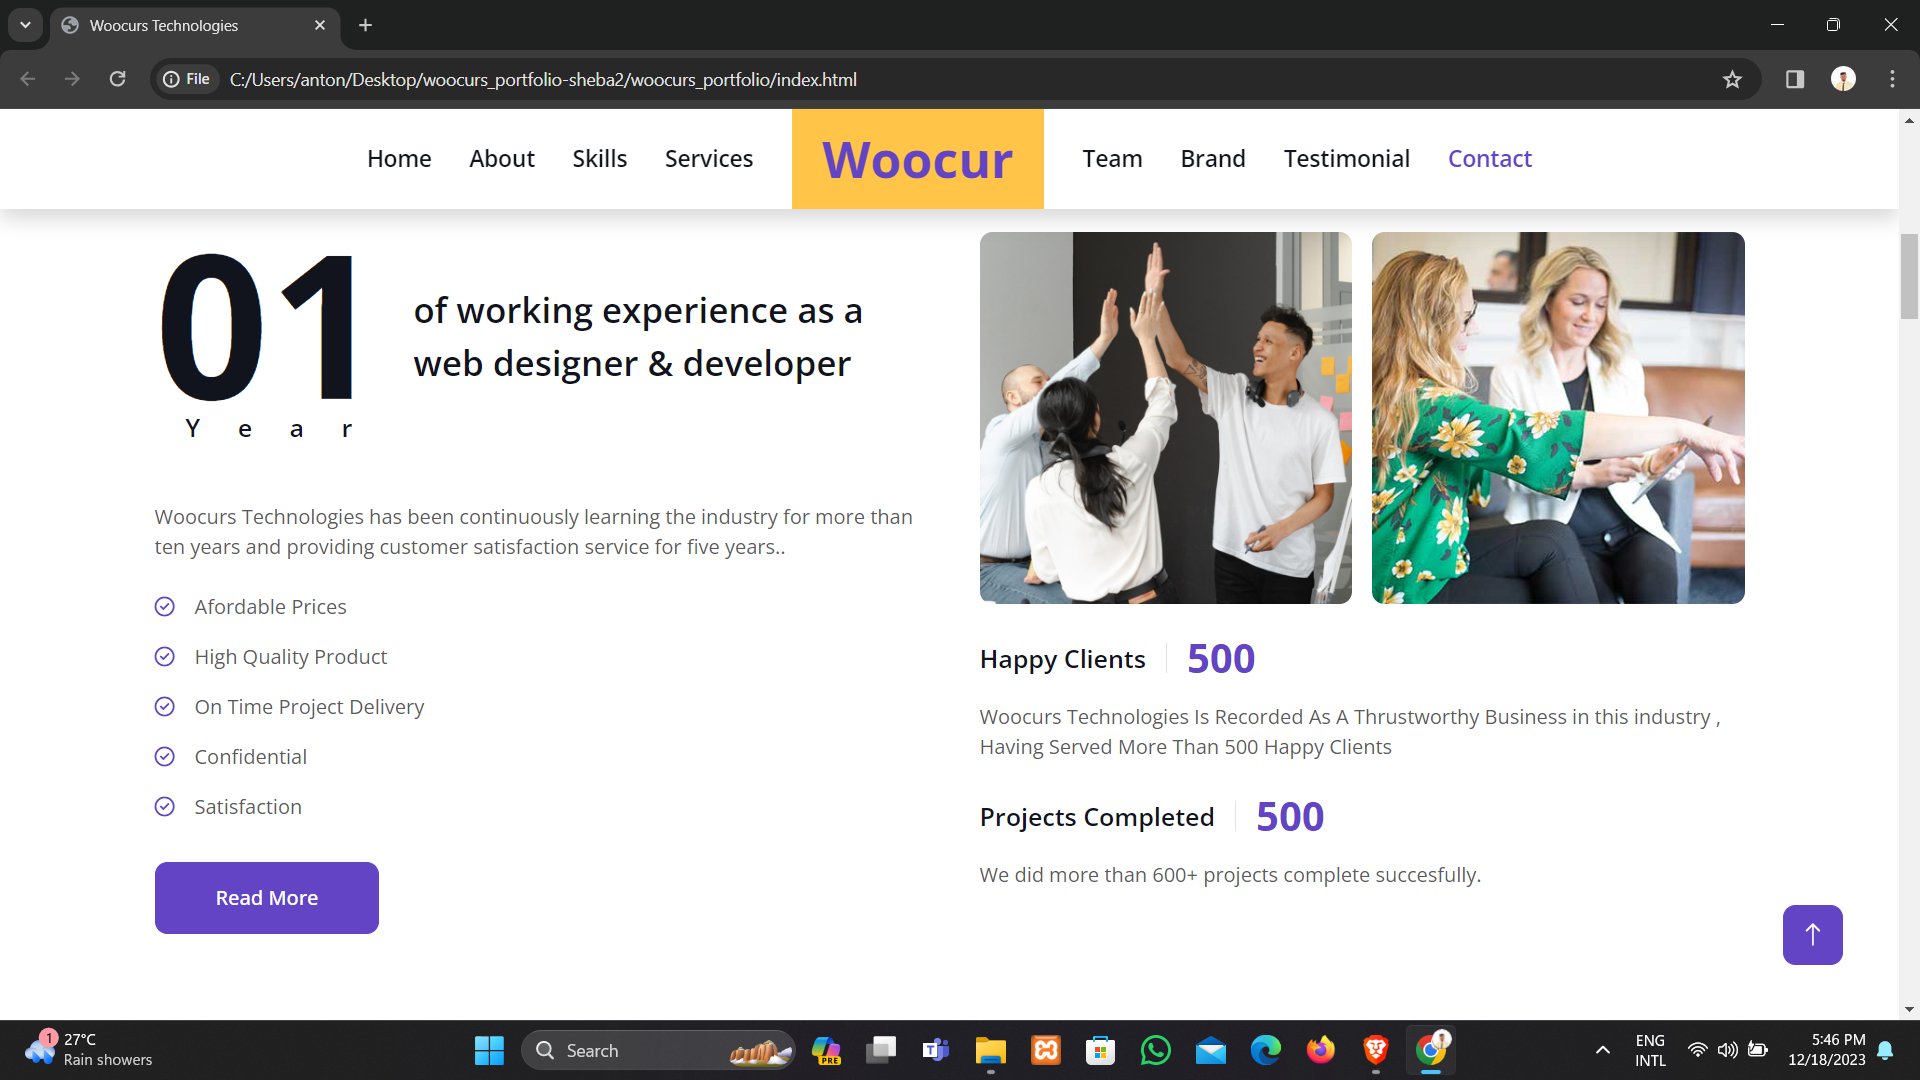 Woocurs Technologies
File
C:/Users/anton/Desktop/woocurs_portfolio-sheba2/woocurs_portfolio/index.html
Home About Skills Services Woocur Team Brand Testimonial Contact
01
Year
of working experience as a
web designer & developer
Woocurs Technologies has been continuously learning the industry for more than
ten years and providing customer satisfaction service for five years..
Afordable Prices
High Quality Product
On Time Project Delivery
Confidential
Satisfaction
Read More
Happy Clients 500
Woocurs Technologies Is Recorded As A Thrustworthy Business in this industry ,
Having Served More Than 500 Happy Clients
Projects Completed 500
We did more than 600+ projects complete succesfully.
1
27°C
Rain showers
Search
PRE
ENG
INTL
5:46 PM
12/18/2023